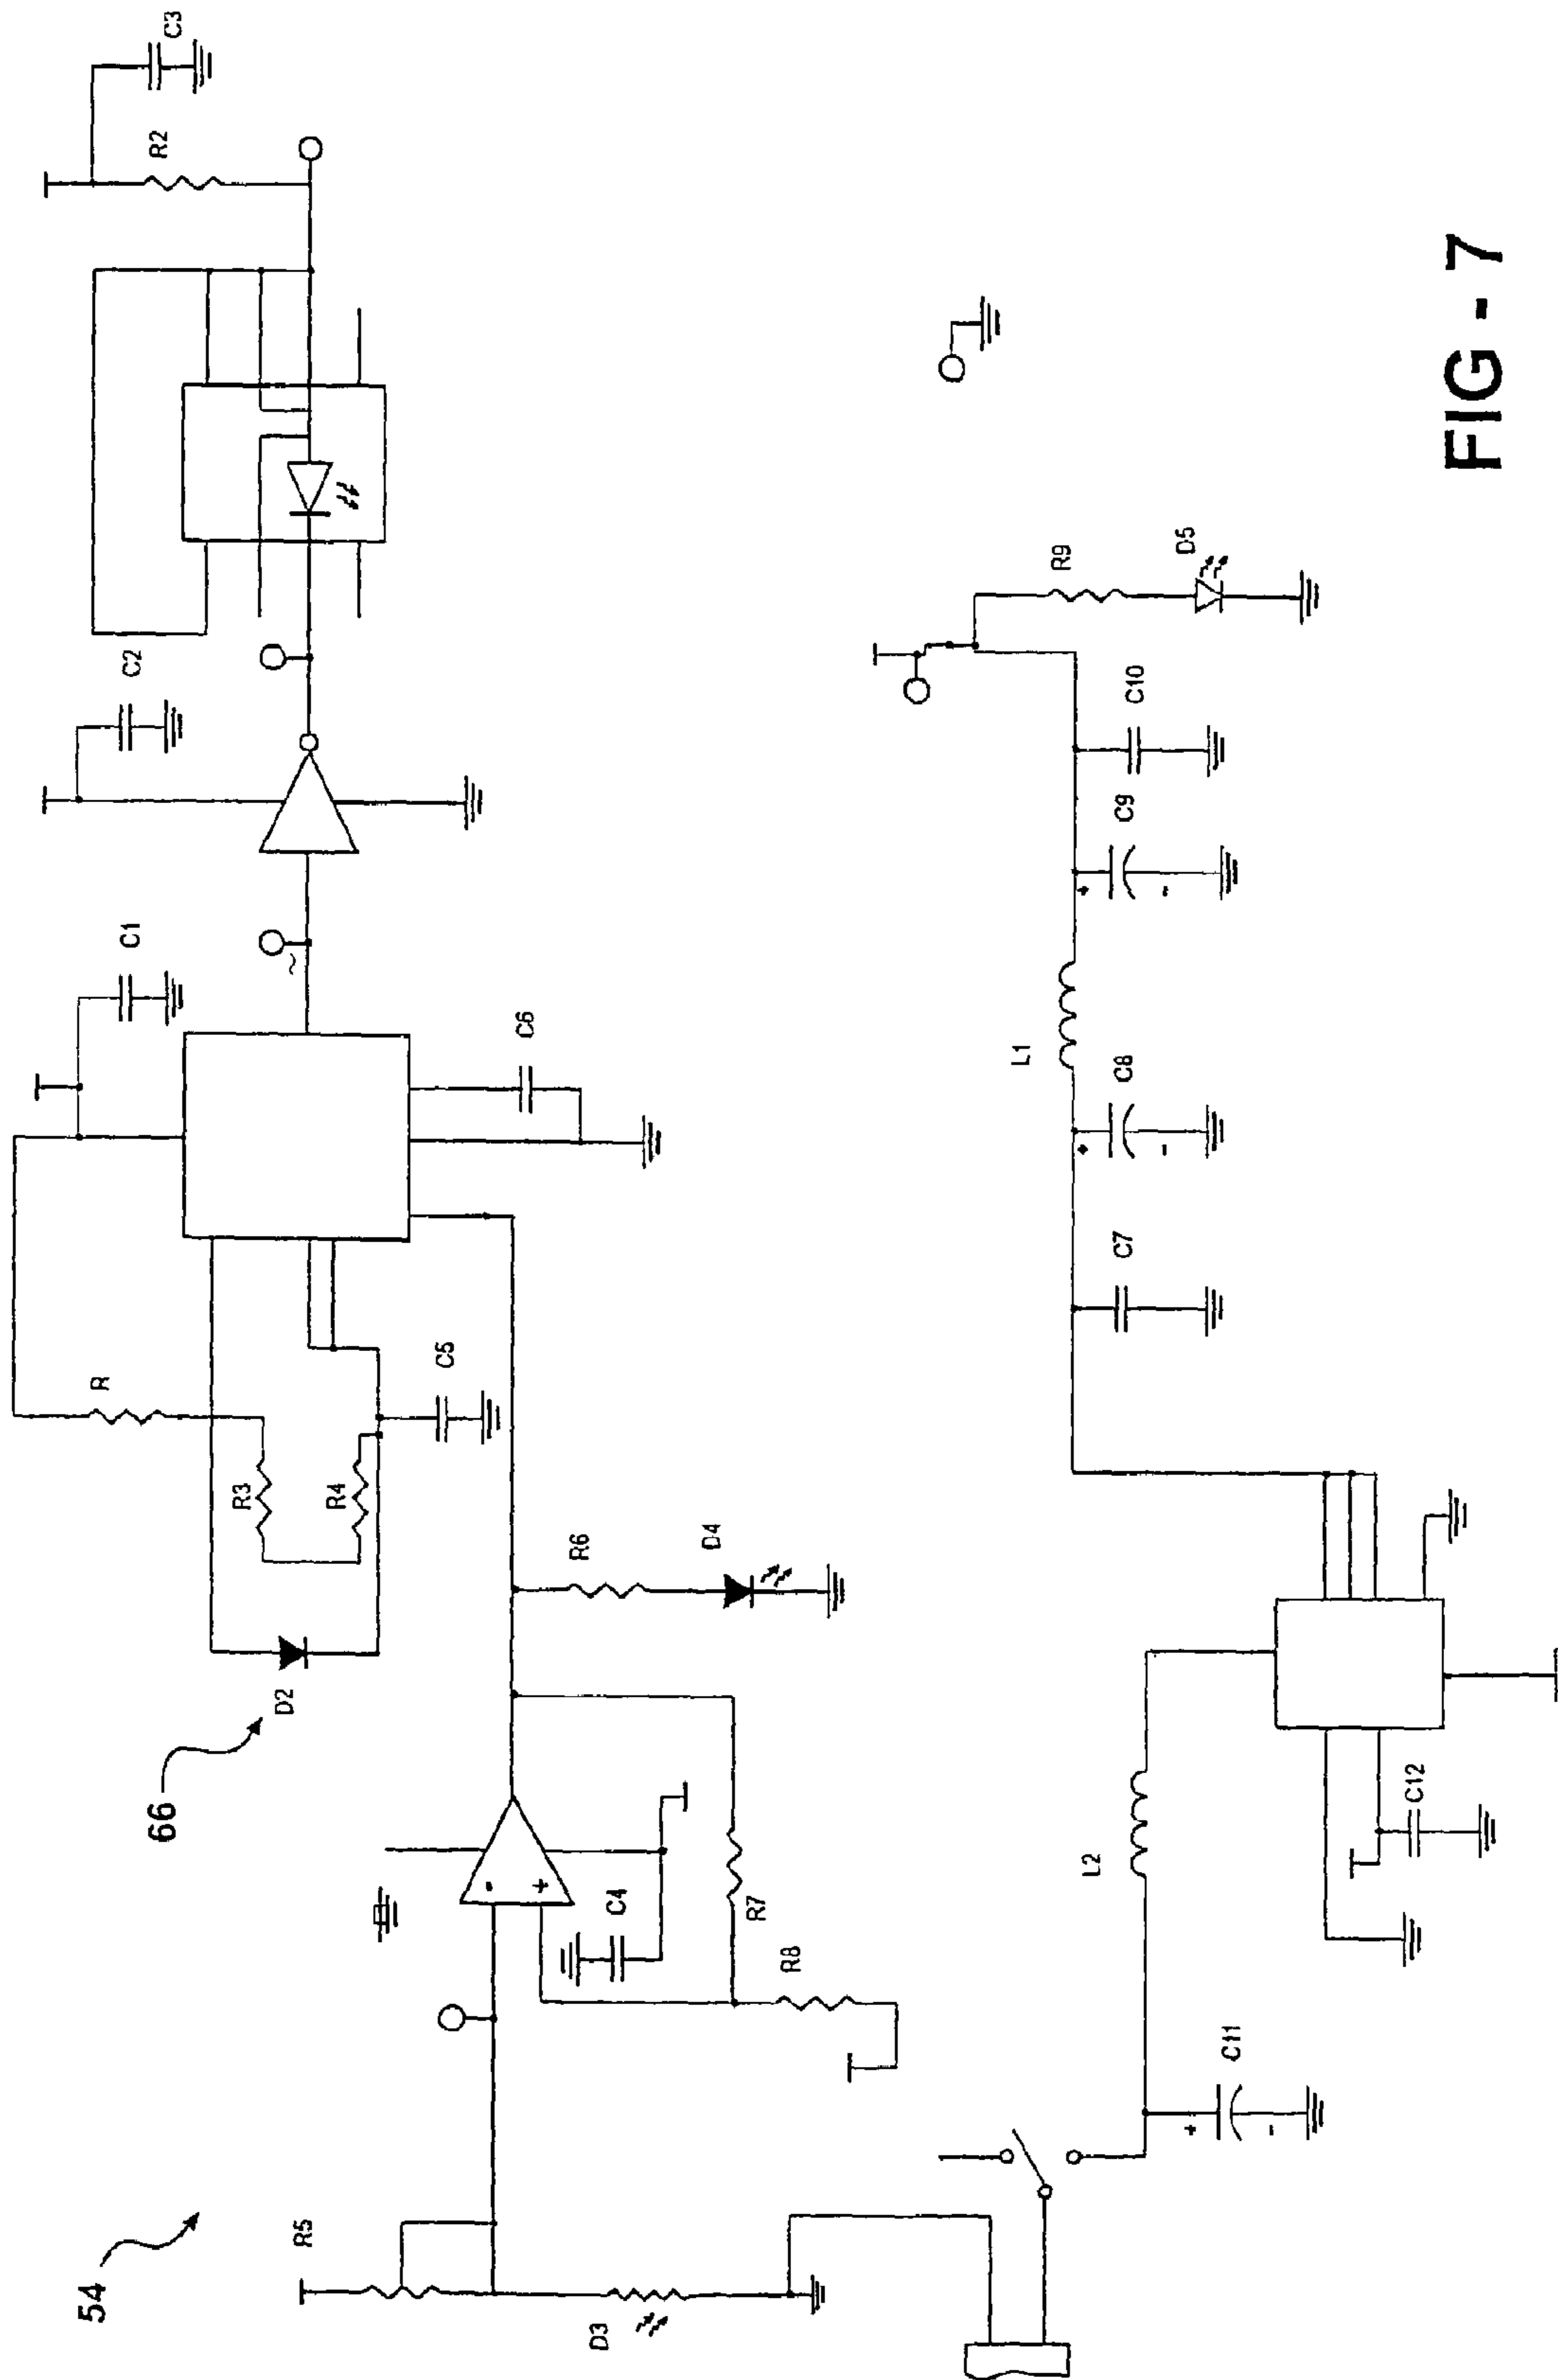 54
R5
D3
-
+
C4
R7
R8
66
D2
R6
D4
R
R3
R4
C5
C1
C6
~
C2
R2
C3
C11
+
-
L2
C12
C7
C8
+
-
L1
C9
+
-
C10
R9
D5
FIG - 7